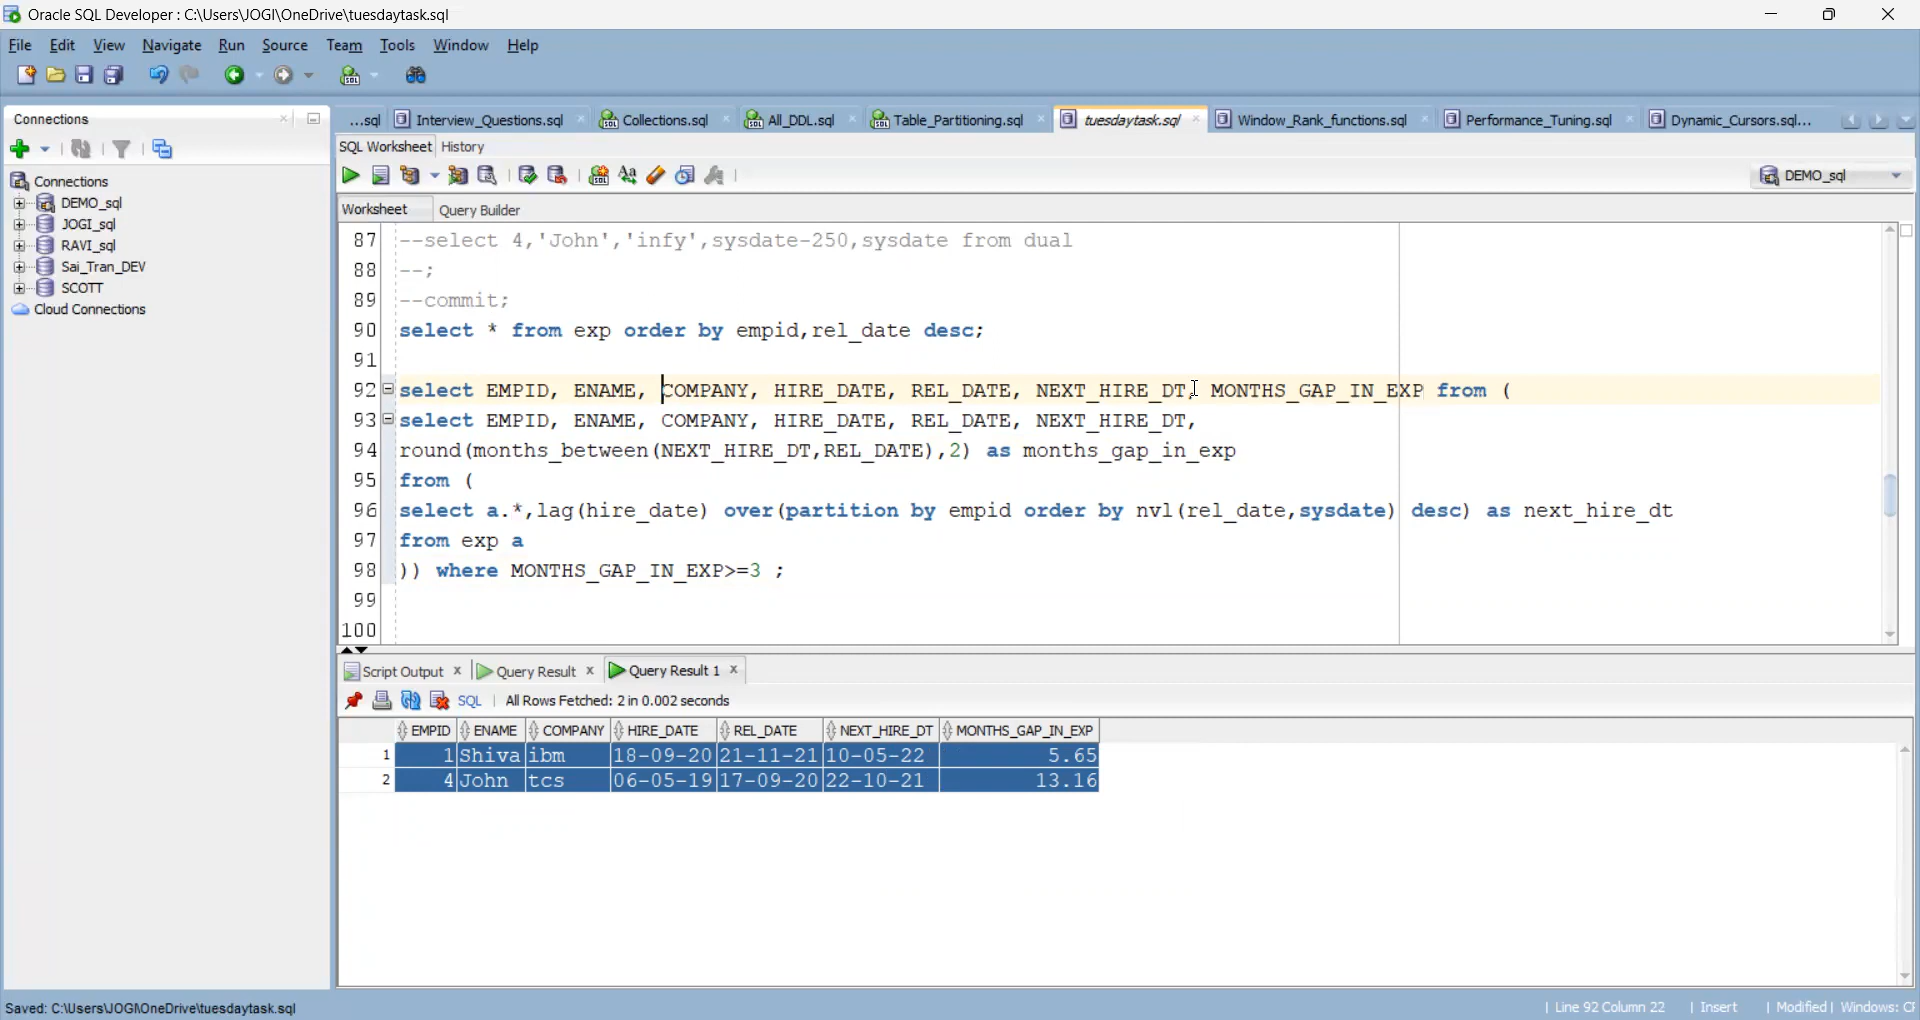 Oracle SQL Developer : C:\Users\JOGI\OneDrive\tuesdaytask.sql
File Edit View Navigate Run Source Team Tools Window Help
Connections
...sql Interview_Questions.sql Collections.sql All_DDL.sql Table_Partitioning.sql tuesdaytask.sql Window_Rank_functions.sql Performance_Tuning.sql Dynamic_Cursors.sql...
SQL Worksheet History
Connections
DEMO_sql
JOGI_sql
RAVI_sql
Sai_Tran_DEV
SCOTT
Cloud Connections
DEMO_sql
Worksheet Query Builder
87 --select 4,'John','infy',sysdate-250,sysdate from dual
88 --;
89 --commit;
90 select * from exp order by empid,rel_date desc;
91
92 select EMPID, ENAME, COMPANY, HIRE_DATE, REL_DATE, NEXT_HIRE_DT, MONTHS_GAP_IN_EXP from (
93 select EMPID, ENAME, COMPANY, HIRE_DATE, REL_DATE, NEXT_HIRE_DT,
94 round(months_between(NEXT_HIRE_DT,REL_DATE),2) as months_gap_in_exp
95 from (
96 select a.*,lag(hire_date) over(partition by empid order by nvl(rel_date,sysdate) desc) as next_hire_dt
97 from exp a
98 )) where MONTHS_GAP_IN_EXP>=3 ;
99
100
Script Output Query Result Query Result 1
SQL All Rows Fetched: 2 in 0.002 seconds
EMPID ENAME COMPANY HIRE_DATE REL_DATE NEXT_HIRE_DT MONTHS_GAP_IN_EXP
1 1 Shiva ibm 18-09-20 21-11-21 10-05-22 5.65
2 4 John tcs 06-05-19 17-09-20 22-10-21 13.16
Saved: C:\Users\JOGI\OneDrive\tuesdaytask.sql
Line 92 Column 22 Insert Modified Windows: CF